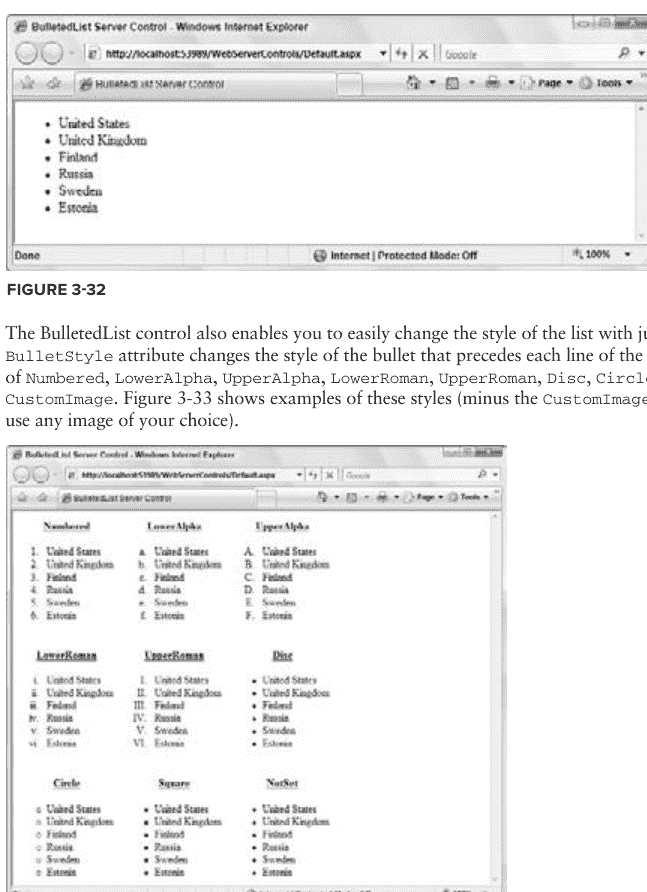 BulletedList Server Control - Windows Internet Explorer
http://localhost:53989/WebServerControls/Default.aspx
Google
BulletedList Server Control
Page
Tools
• United States
• United Kingdom
• Finland
• Russia
• Sweden
• Estonia
Done
Internet | Protected Mode: Off
100%
FIGURE 3-32
The BulletedList control also enables you to easily change the style of the list with
BulletStyle attribute changes the style of the bullet that precedes each line of the
of Numbered, LowerAlpha, UpperAlpha, LowerRoman, UpperRoman, Disc,
CustomImage. Figure 3-33 shows examples of these styles (minus the CustomImage
use any image of your choice).
BulletedList Server Control - Windows Internet Explorer
http://localhost:53989/WebServerControls/Default.aspx
Google
BulletedList Server Control
Page
Tools
Numbered LowerAlpha UpperAlpha
1. United States a. United States A. United States
2. United Kingdom b. United Kingdom B. United Kingdom
3. Finland c. Finland C. Finland
4. Russia d. Russia D. Russia
5. Sweden e. Sweden E. Sweden
6. Estonia f. Estonia F. Estonia
LowerRoman UpperRoman Disc
i. United States I. United States • United States
ii. United Kingdom II. United Kingdom • United Kingdom
iii. Finland III. Finland • Finland
iv. Russia IV. Russia • Russia
v. Sweden V. Sweden • Sweden
vi. Estonia VI. Estonia • Estonia
Circle Square NotSet
○ United States ▪ United States • United States
○ United Kingdom ▪ United Kingdom • United Kingdom
○ Finland ▪ Finland • Finland
○ Russia ▪ Russia • Russia
○ Sweden ▪ Sweden • Sweden
○ Estonia ▪ Estonia • Estonia